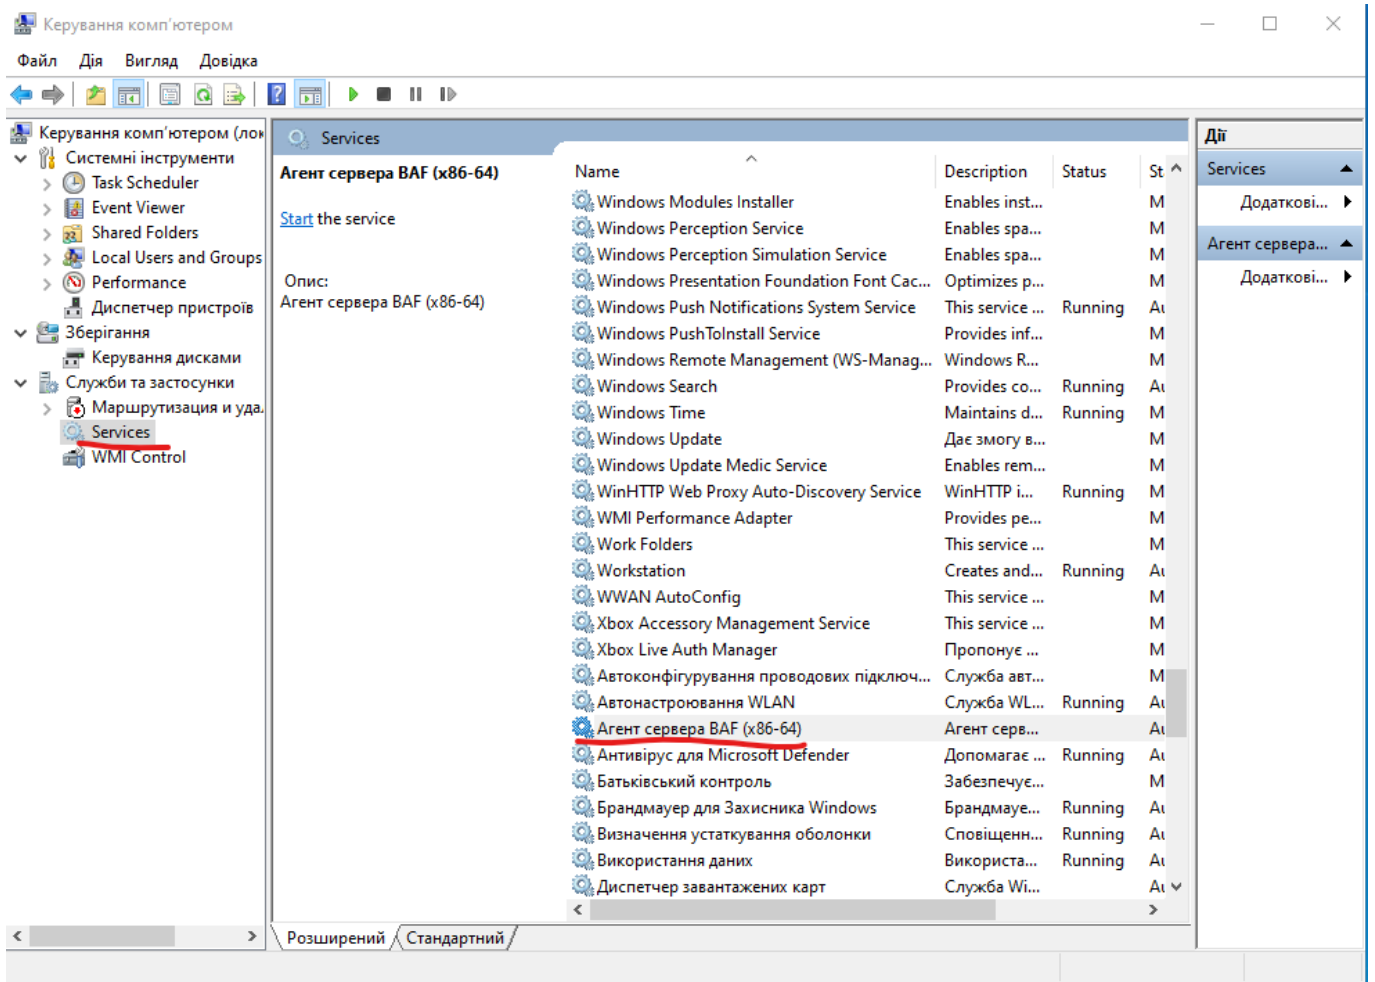 Керування комп'ютером
Файл Дія Вигляд Довідка
Керування комп'ютером (лок
Системні інструменти
Task Scheduler
Event Viewer
Shared Folders
Local Users and Groups
Performance
Диспетчер пристроїв
Зберігання
Керування дисками
Служби та застосунки
Маршрутизация и уда.
Services
WMI Control
Services
Агент сервера BAF (x86-64)
Start the service
Опис:
Агент сервера BAF (x86-64)
Name Description Status St
Windows Modules Installer Enables inst... M
Windows Perception Service Enables spa... M
Windows Perception Simulation Service Enables spa... M
Windows Presentation Foundation Font Cac... Optimizes p... M
Windows Push Notifications System Service This service ... Running Au
Windows PushToInstall Service Provides inf... M
Windows Remote Management (WS-Manag... Windows R... M
Windows Search Provides co... Running Au
Windows Time Maintains d... Running M
Windows Update Дає змогу в... M
Windows Update Medic Service Enables rem... M
WinHTTP Web Proxy Auto-Discovery Service WinHTTP i... Running M
WMI Performance Adapter Provides pe... M
Work Folders This service ... M
Workstation Creates and... Running Au
WWAN AutoConfig This service ... M
Xbox Accessory Management Service This service ... M
Xbox Live Auth Manager Пропонує ... M
Автоконфігурування проводових підключ... Служба авт... M
Автонастроювання WLAN Служба WL... Running Au
Агент сервера BAF (x86-64) Агент серв... Au
Антивірус для Microsoft Defender Допомагає ... Running Au
Батьківський контроль Забезпечує... M
Брандмауер для Захисника Windows Брандмауе... Running Au
Визначення устаткування оболонки Сповіщенн... Running Au
Використання даних Використа... Running Au
Диспетчер завантажених карт Служба Wi... Au
Розширений Стандартний
Дії
Services
Додаткові...
Агент сервера...
Додаткові...